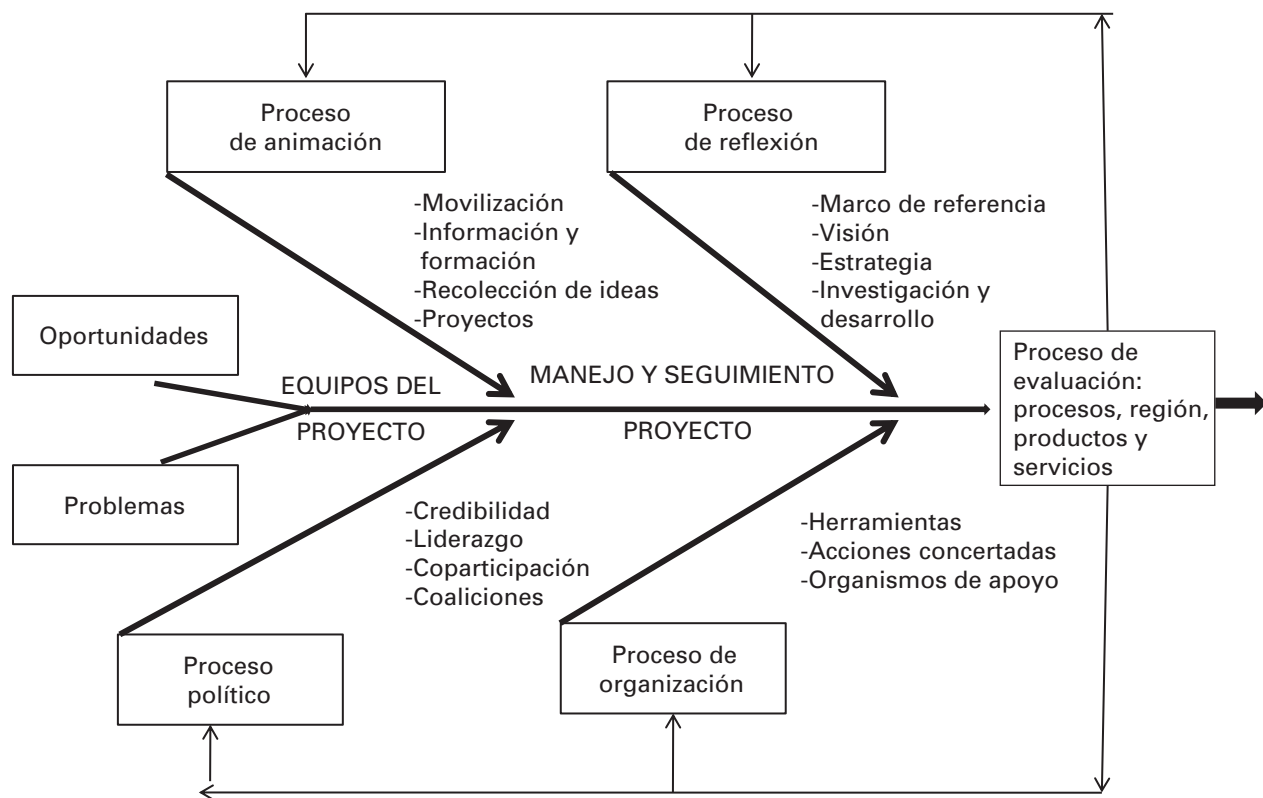 Proceso
de animación
Proceso
de reflexión
-Movilización
-Información y
formación
-Recolección de ideas
-Proyectos
-Marco de referencia
-Visión
-Estrategia
-Investigación y
desarrollo
Oportunidades
Problemas
EQUIPOS DEL
PROYECTO
MANEJO Y SEGUIMIENTO
PROYECTO
Proceso de
evaluación:
procesos, región,
productos y
servicios
-Credibilidad
-Liderazgo
-Coparticipación
-Coaliciones
-Herramientas
-Acciones concertadas
-Organismos de apoyo
Proceso
político
Proceso de
organización